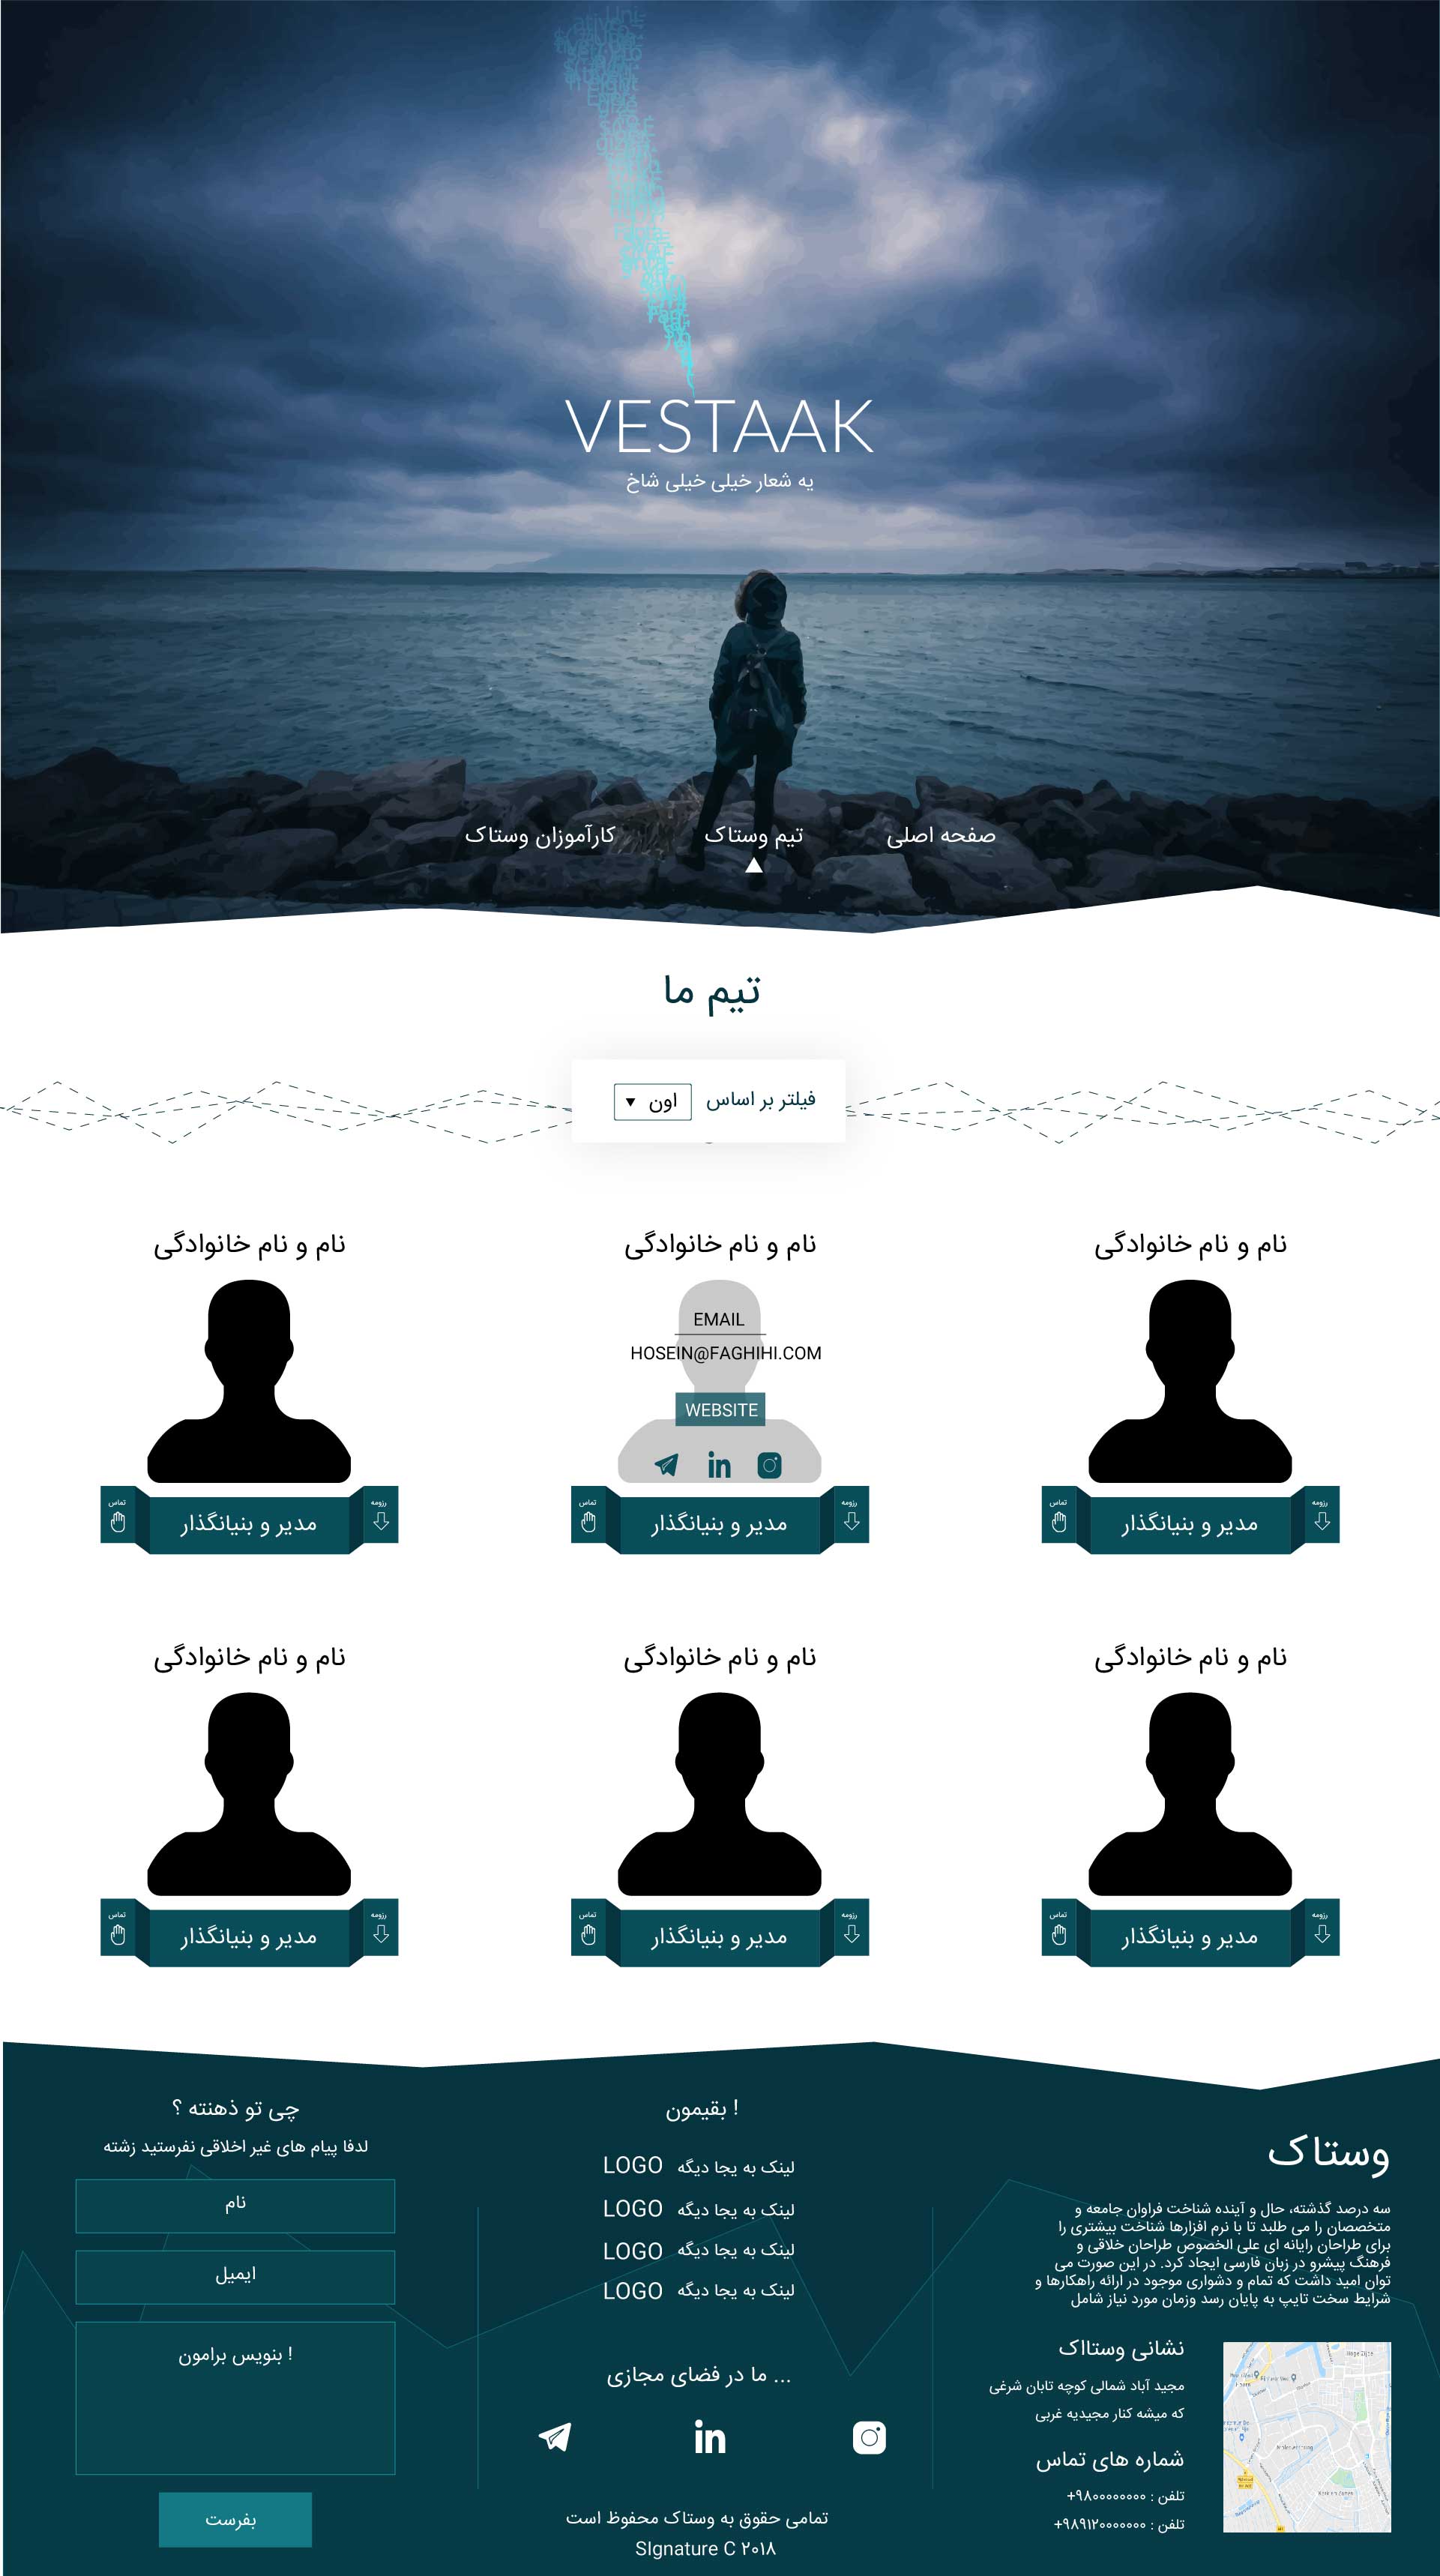 VESTAAK
یه شعار خیلی خیلی شاخ
صفحه اصلی
تیم وستاک
کارآموزان وستاک
تیم ما
فیلتر بر اساس
اون
نام و نام خانوادگی
رزومه
مدیر و بنیانگذار
تماس
نام و نام خانوادگی
EMAIL
HOSEIN@FAGHIHI.COM
WEBSITE
رزومه
مدیر و بنیانگذار
تماس
نام و نام خانوادگی
رزومه
مدیر و بنیانگذار
تماس
نام و نام خانوادگی
رزومه
مدیر و بنیانگذار
تماس
نام و نام خانوادگی
رزومه
مدیر و بنیانگذار
تماس
نام و نام خانوادگی
رزومه
مدیر و بنیانگذار
تماس
وستاک
سه درصد گذشته، حال و آینده شناخت فراوان جامعه و
متخصصان را می طلبد تا با نرم افزارها شناخت بیشتری را
برای طراحان رایانه ای علی الخصوص طراحان خلاقی و
فرهنگ پیشرو در زبان فارسی ایجاد کرد. در این صورت می
توان امید داشت که تمام و دشواری موجود در ارائه راهکارها و
شرایط سخت تایپ به پایان رسد وزمان مورد نیاز شامل
نشانی وستااک
مجید آباد شمالی کوچه تابان شرغی
که میشه کنار مجیدیه غربی
شماره های تماس
تلفن : ۹۸۰۰۰۰۰۰۰۰۰+
تلفن : ۹۸۹۱۲۰۰۰۰۰۰۰+
! بقیمون
لینک به یجا دیگه LOGO
لینک به یجا دیگه LOGO
لینک به یجا دیگه LOGO
لینک به یجا دیگه LOGO
... ما در فضای مجازی
in
تمامی حقوق به وستاک محفوظ است
SIgnature C ۲۰۱۸
چی تو ذهنته ؟
لدفا پیام های غیر اخلاقی نفرستید زشته
نام
ایمیل
! بنویس برامون
بفرست